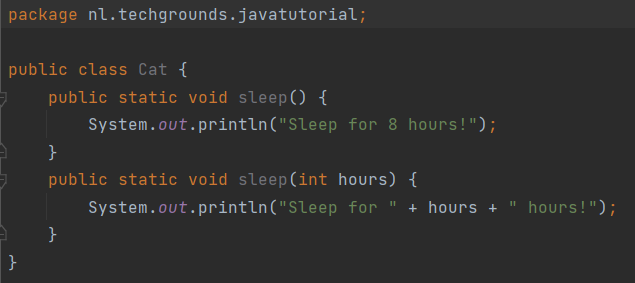 package nl.techgrounds.javatutorial;
public class Cat {
public static void sleep() {
System.out.println("Sleep for 8 hours!");
}
public static void sleep(int hours) {
System.out.println("Sleep for " + hours + " hours!");
}
}